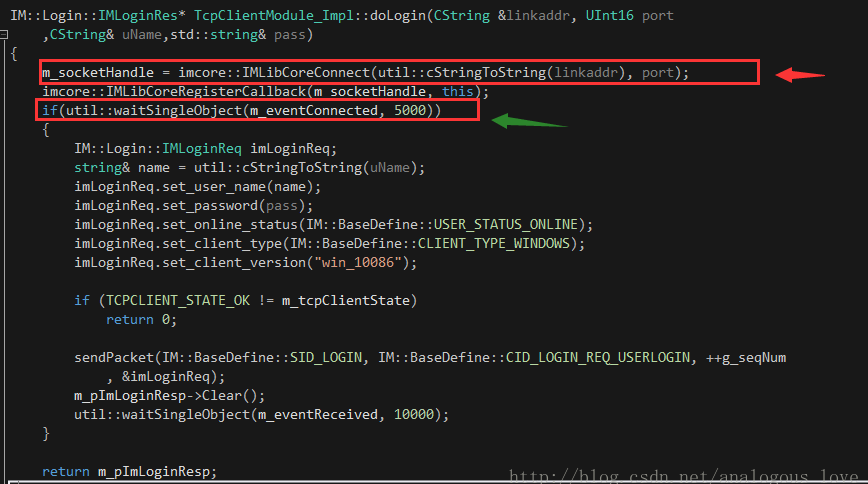 IM::Login::IMLoginRes* TcpClientModule_Impl::doLogin(CString &linkaddr, UInt16 port
,CString& uName,std::string& pass)
{
m_socketHandle = imcore::IMLibCoreConnect(util::cStringToString(linkaddr), port);
imcore::IMLibCoreRegisterCallback(m_socketHandle, this);
if(util::waitSingleObject(m_eventConnected, 5000))
{
IM::Login::IMLoginReq imLoginReq;
string& name = util::cStringToString(uName);
imLoginReq.set_user_name(name);
imLoginReq.set_password(pass);
imLoginReq.set_online_status(IM::BaseDefine::USER_STATUS_ONLINE);
imLoginReq.set_client_type(IM::BaseDefine::CLIENT_TYPE_WINDOWS);
imLoginReq.set_client_version("win_10086");
if (TCPCLIENT_STATE_OK != m_tcpClientState)
return 0;
sendPacket(IM::BaseDefine::SID_LOGIN, IM::BaseDefine::CID_LOGIN_REQ_USERLOGIN, ++g_seqNum
, &imLoginReq);
m_pImLoginResp->Clear();
util::waitSingleObject(m_eventReceived, 10000);
}
return m_pImLoginResp;
http://blog.csdn.net/analogous_love